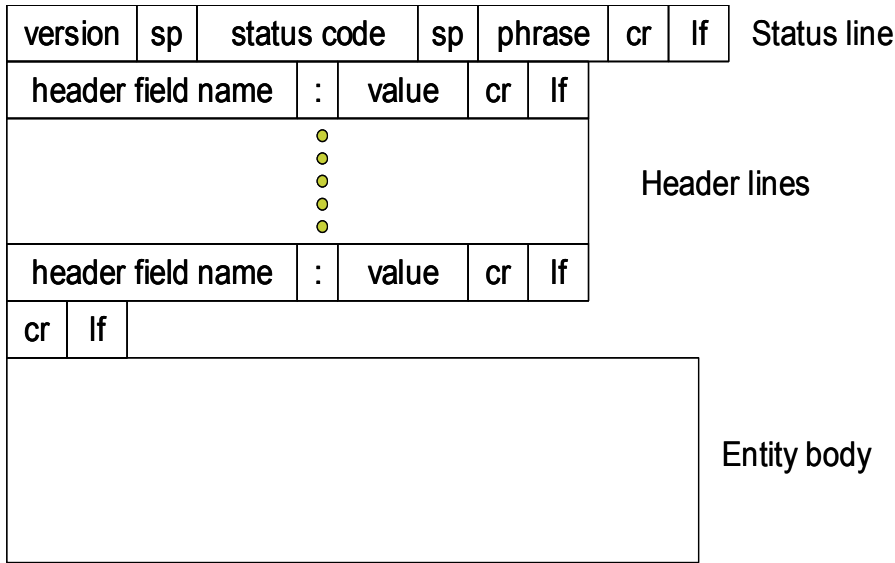 version sp status code sp phrase cr lf Status line
header field name : value cr lf
Header lines
header field name : value cr lf
cr lf
Entity body